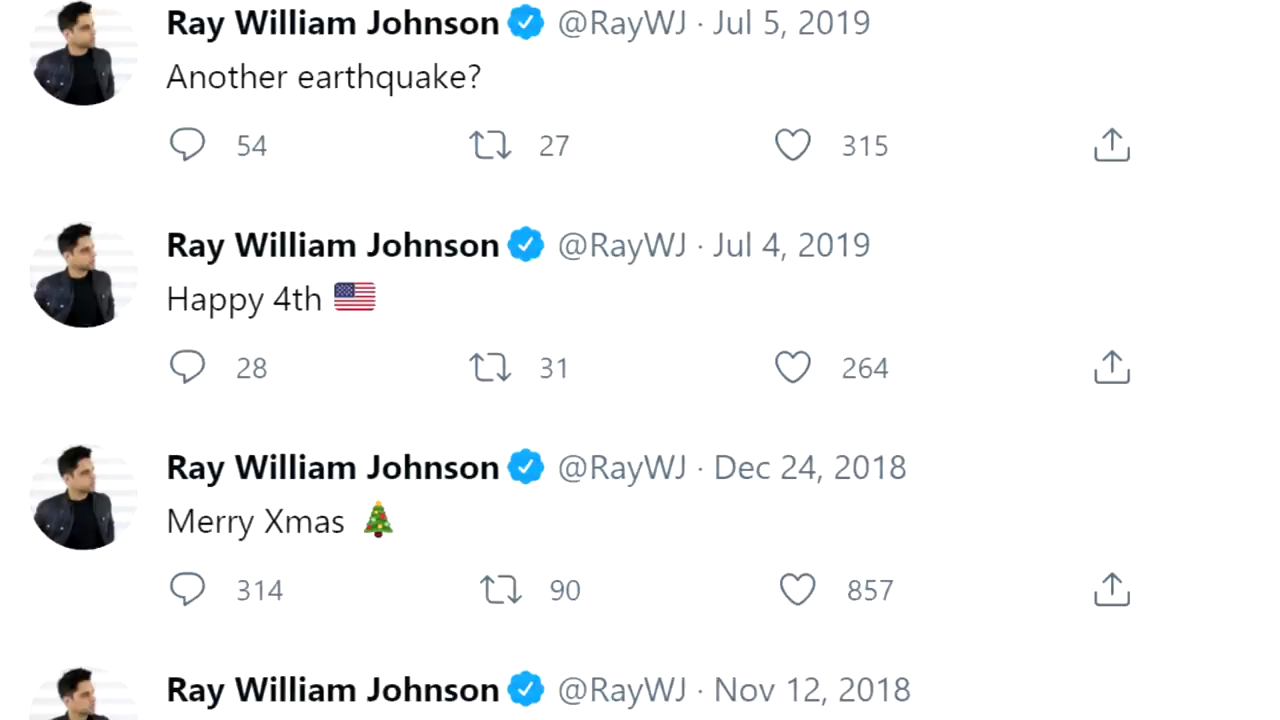 Ray William Johnson @RayWJ · Jul 5, 2019
Another earthquake?
54 27 315
Ray William Johnson @RayWJ · Jul 4, 2019
Happy 4th 🇺🇸
28 31 264
Ray William Johnson @RayWJ · Dec 24, 2018
Merry Xmas 🎄
314 90 857
Ray William Johnson @RayWJ · Nov 12, 2018